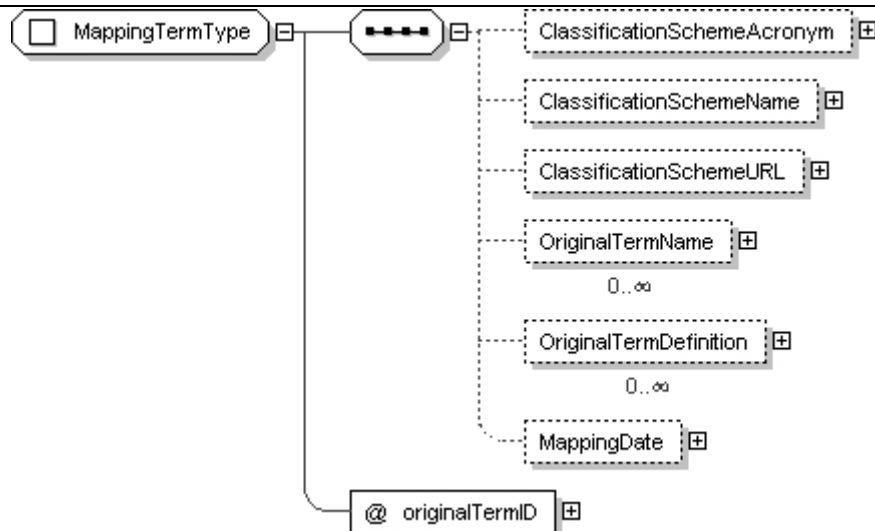 MappingTermType
ClassificationSchemeAcronym
ClassificationSchemeName
ClassificationSchemeURL
OriginalTermName
0..∞
OriginalTermDefinition
0..∞
MappingDate
@ originalTermID